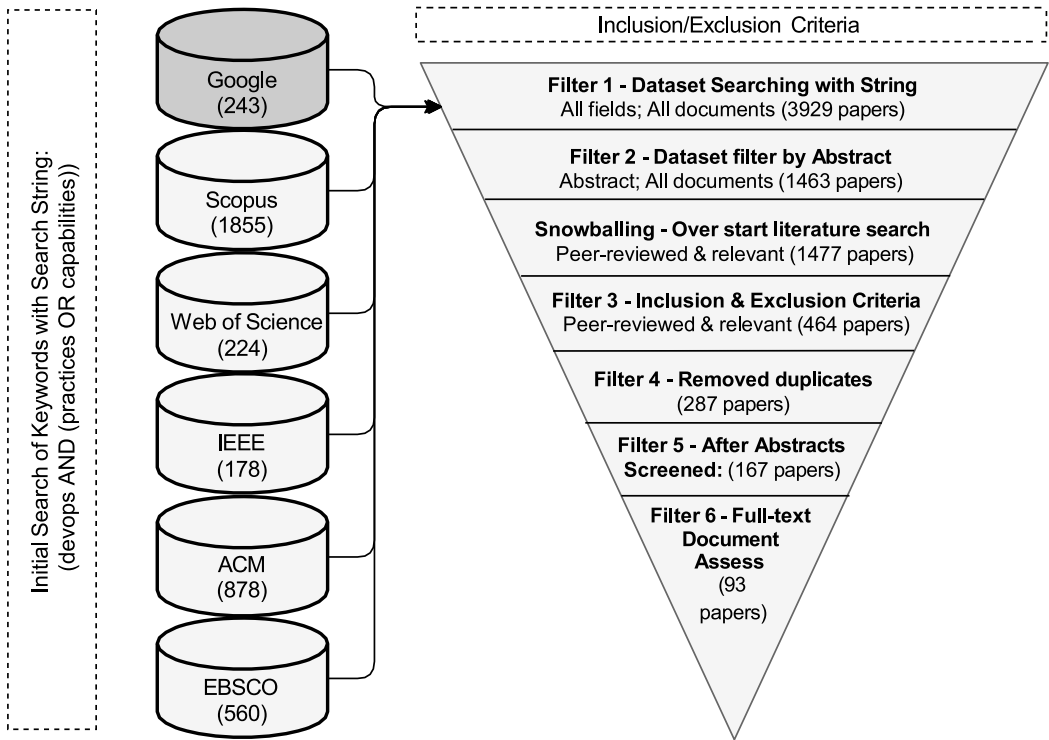 Initial Search of Keywords with Search String:
(devops AND (practices OR capabilities))
Google
(243)
Scopus
(1855)
Web of Science
(224)
IEEE
(178)
ACM
(878)
EBSCO
(560)
Inclusion/Exclusion Criteria
Filter 1 - Dataset Searching with String
All fields; All documents (3929 papers)
Filter 2 - Dataset filter by Abstract
Abstract; All documents (1463 papers)
Snowballing - Over start literature search
Peer-reviewed & relevant (1477 papers)
Filter 3 - Inclusion & Exclusion Criteria
Peer-reviewed & relevant (464 papers)
Filter 4 - Removed duplicates
(287 papers)
Filter 5 - After Abstracts
Screened: (167 papers)
Filter 6 - Full-text
Document
Assess
(93
papers)